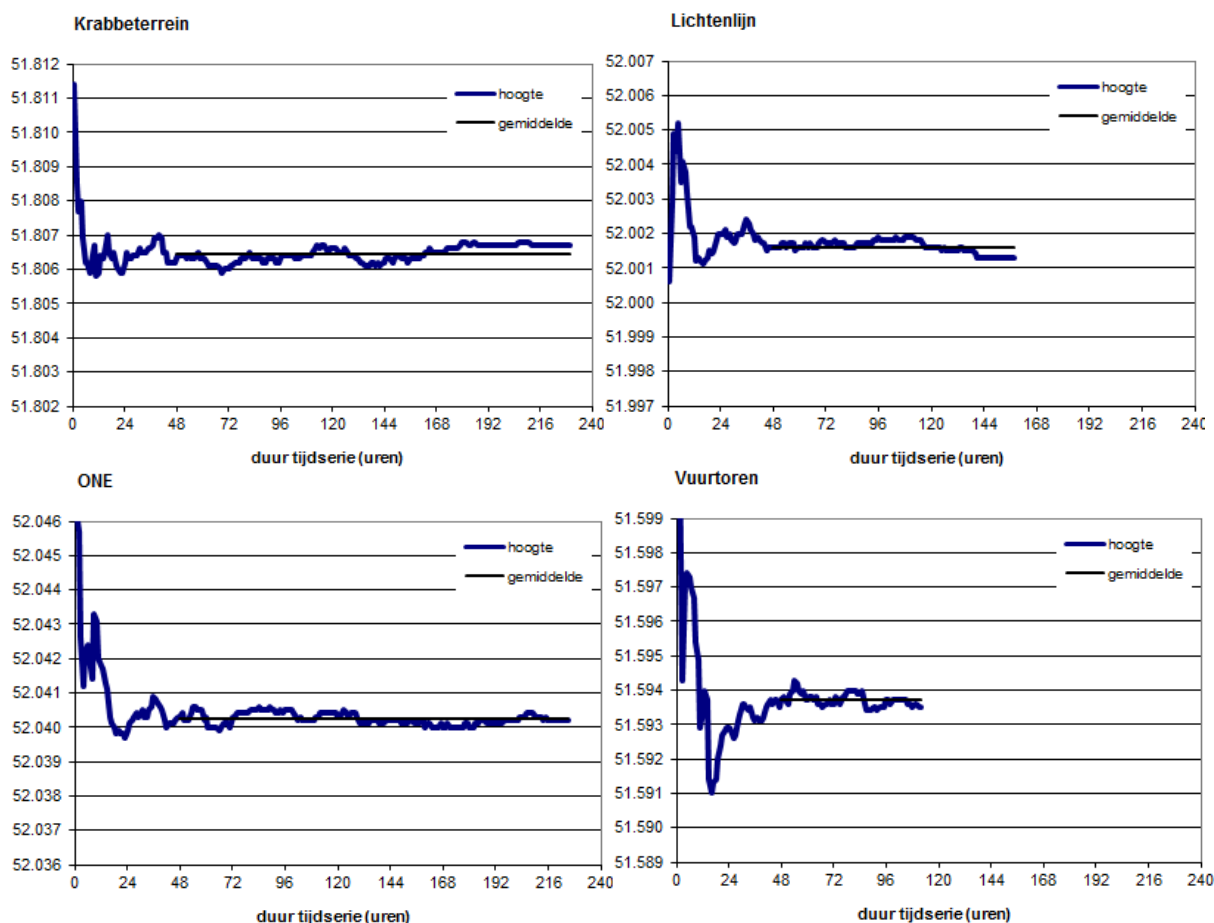 Krabbeterrein
51.812
51.811
51.810
51.809
51.808
51.807
51.806
51.805
51.804
51.803
51.802
hoogte
gemiddelde
0 24 48 72 96 120 144 168 192 216 240
duur tijdserie (uren)
Lichtenlijn
52.007
52.006
52.005
52.004
52.003
52.002
52.001
52.000
51.999
51.998
51.997
hoogte
gemiddelde
0 24 48 72 96 120 144 168 192 216 240
duur tijdserie (uren)
ONE
52.046
52.045
52.044
52.043
52.042
52.041
52.040
52.039
52.038
52.037
52.036
hoogte
gemiddelde
0 24 48 72 96 120 144 168 192 216 240
duur tijdserie (uren)
Vuurtoren
51.599
51.598
51.597
51.596
51.595
51.594
51.593
51.592
51.591
51.590
51.589
hoogte
gemiddelde
0 24 48 72 96 120 144 168 192 216 240
duur tijdserie (uren)